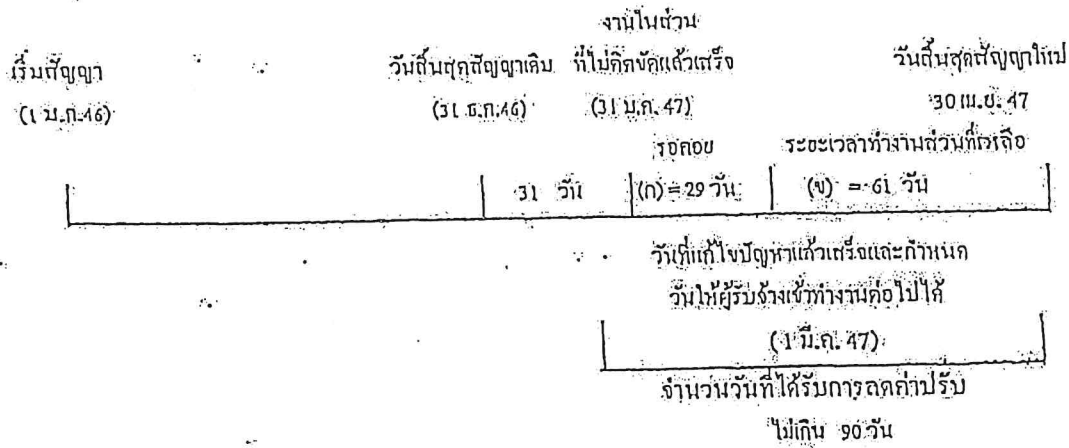 งานในส่วน
เริ่มสัญญา วันสิ้นสุดสัญญาเดิม ที่ไม่ติดขัดแล้วเสร็จ วันสิ้นสุดสัญญาใหม่
(1 ม.ค.46) (31 ธ.ค.46) (31 ม.ค. 47) 30 เม.ย. 47
รอคอย ระยะเวลาทำงานส่วนที่เหลือ
31 วัน (ก) = 29 วัน (ข) = 61 วัน
วันที่แก้ไขปัญหาแล้วเสร็จและกำหนด
วันให้ผู้รับจ้างเข้าทำงานต่อไปได้
(1 มี.ค. 47)
จำนวนวันที่ได้รับการลดค่าปรับ
ไม่เกิน 90 วัน